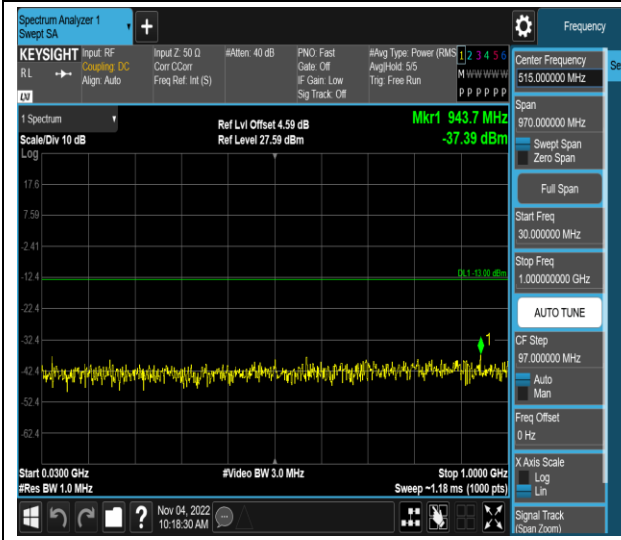 Spectrum Analyzer 1
Swept SA
+
Frequency
KEYSIGHT
RL
LXI
Input: RF
Coupling: DC
Align: Auto
Input Z: 50 Ω
Corr CCorr
Freq Ref: Int (S)
#Atten: 40 dB
PNO: Fast
Gate: Off
IF Gain: Low
Sig Track: Off
#Avg Type: Power (RMS
Avg|Hold: 5/5
Trig: Free Run
1 2 3 4 5 6
M W W W W W
P P P P P P
1 Spectrum
Scale/Div 10 dB
Log
Ref Lvl Offset 4.59 dB
Ref Level 27.59 dBm
Mkr1 943.7 MHz
-37.39 dBm
17.6
7.59
-2.41
-12.4
-22.4
-32.4
-42.4
-52.4
-62.4
DL1 -13.00 dBm
1
Start 0.0300 GHz
#Res BW 1.0 MHz
#Video BW 3.0 MHz
Stop 1.0000 GHz
Sweep ~1.18 ms (1000 pts)
?
Nov 04, 2022
10:18:30 AM
Center Frequency
515.000000 MHz
Se
Span
970.000000 MHz
Swept Span
Zero Span
Full Span
Start Freq
30.000000 MHz
Stop Freq
1.000000000 GHz
AUTO TUNE
CF Step
97.000000 MHz
Auto
Man
Freq Offset
0 Hz
X Axis Scale
Log
Lin
Signal Track
(Span Zoom)